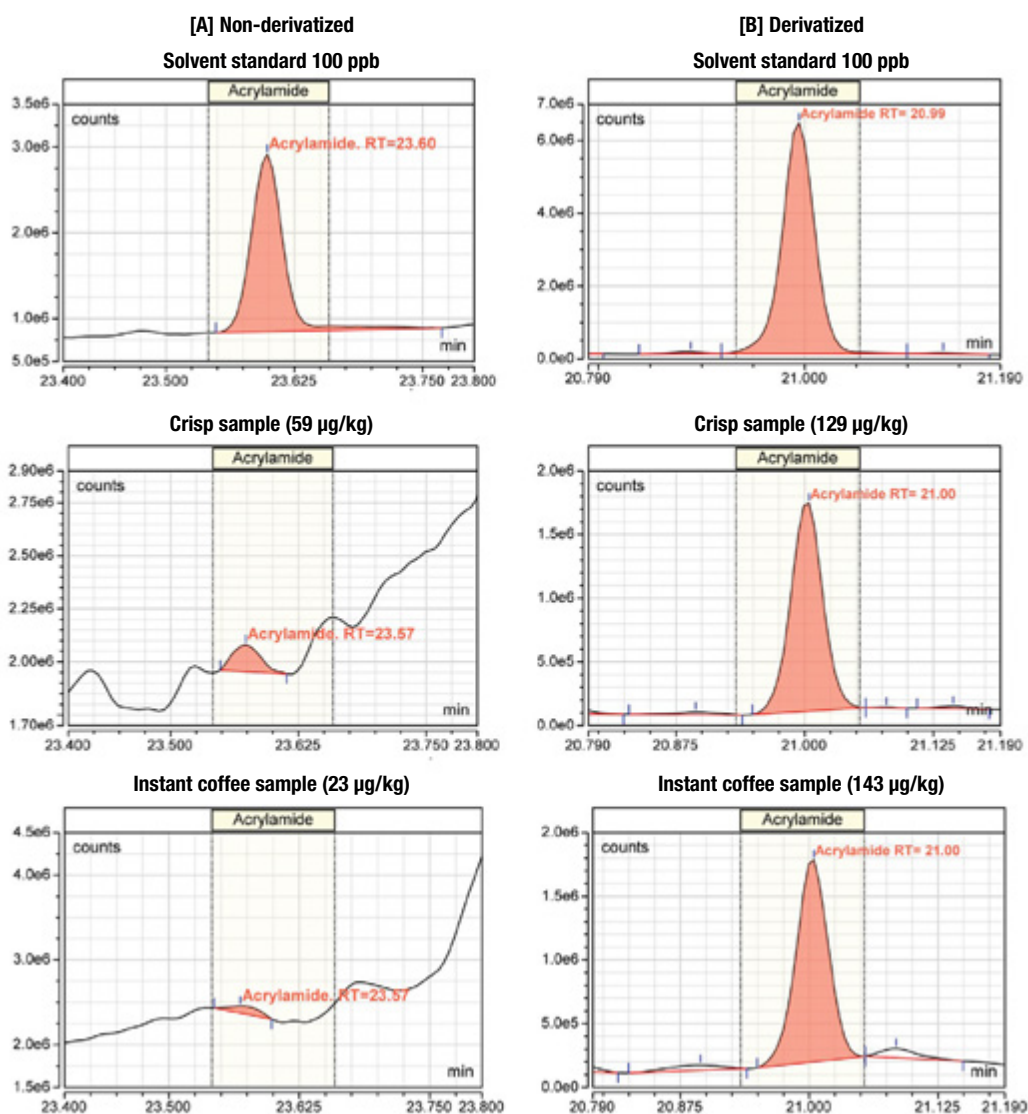 [A] Non-derivatized
Solvent standard 100 ppb
Acrylamide
3.5e6
counts
Acrylamide. RT=23.60
3.0e6
2.0e6
1.0e6
min
5.0e5
23.400 23.500 23.625 23.750 23.800
Crisp sample (59 µg/kg)
Acrylamide
2.90e6
counts
2.75e6
2.50e6
2.25e6
Acrylamide. RT=23.57
2.00e6
min
1.70e6
23.400 23.500 23.625 23.750 23.800
Instant coffee sample (23 µg/kg)
Acrylamide
4.5e6
counts
4.0e6
3.0e6
Acrylamide. RT=23.57
2.0e6
min
1.5e6
23.400 23.500 23.625 23.750 23.800
[B] Derivatized
Solvent standard 100 ppb
Acrylamide
7.0e6
Acrylamide RT= 20.99
counts
6.0e6
4.0e6
2.0e6
min
0.0e0
20.790 21.000 21.190
Crisp sample (129 µg/kg)
Acrylamide
2.0e6
counts
Acrylamide RT= 21.00
1.5e6
1.0e6
5.0e5
min
0.0e0
20.790 20.875 21.000 21.125 21.190
Instant coffee sample (143 µg/kg)
Acrylamide
2.0e6
counts
Acrylamide RT= 21.00
1.5e6
1.0e6
5.0e5
min
0.0e0
20.790 20.875 21.000 21.125 21.190